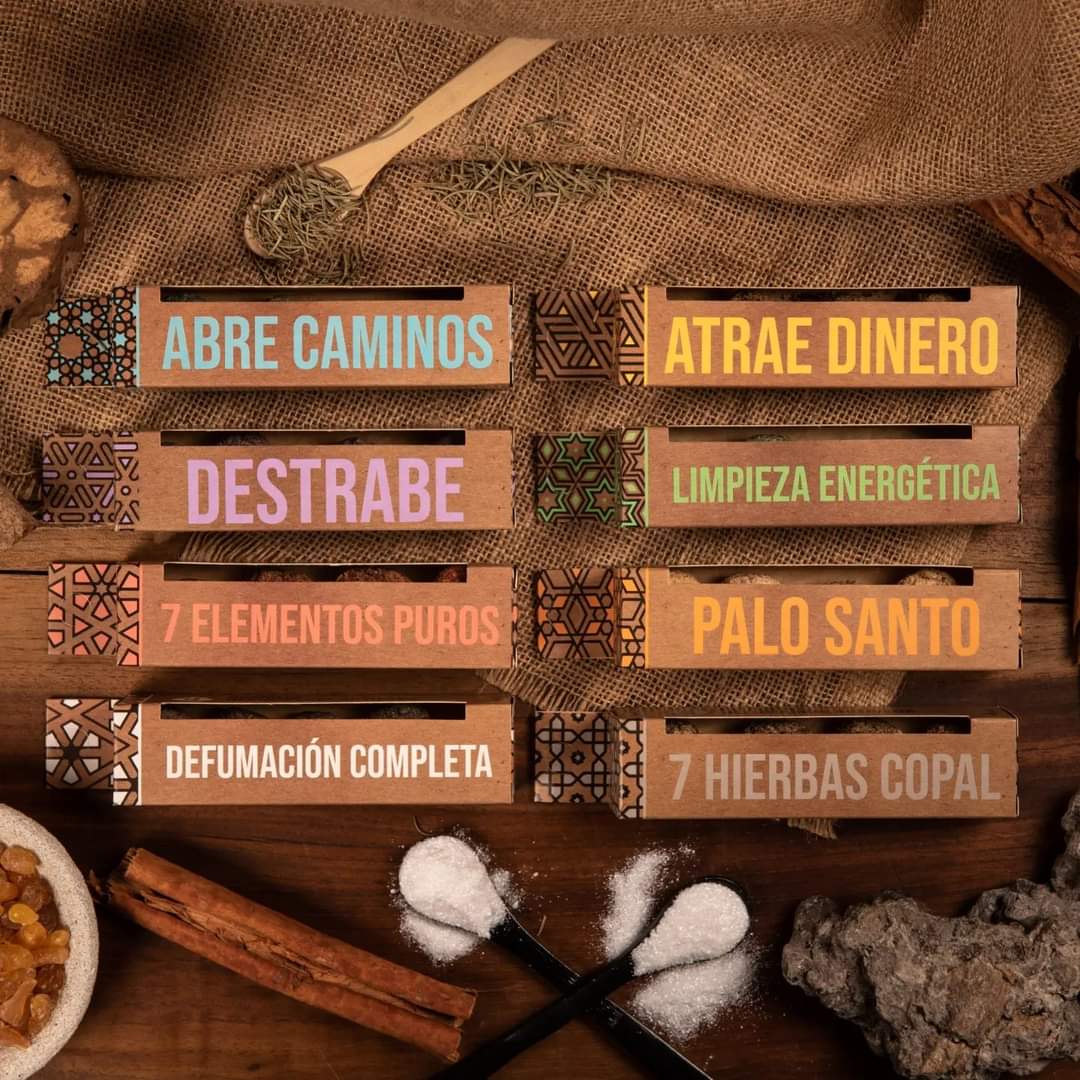 ABRE CAMINOS
ATRAE DINERO
DESTRABE
LIMPIEZA ENERGÉTICA
7 ELEMENTOS PUROS
PALO SANTO
DEFUMACIÓN COMPLETA
7 HIERBAS COPAL